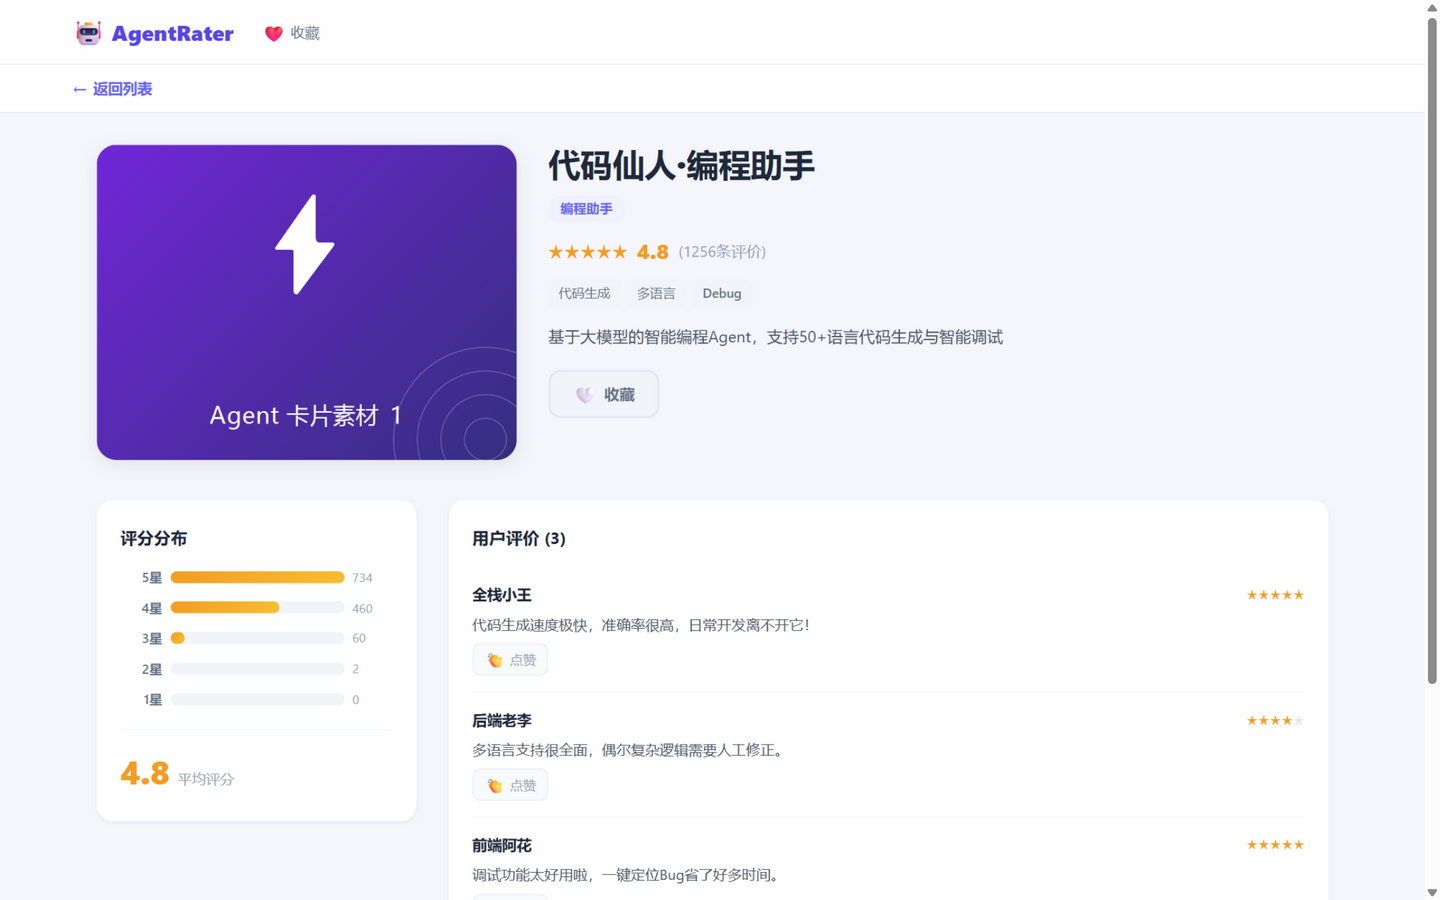 AgentRater
收藏
← 返回列表
Agent 卡片素材 1
代码仙人·编程助手
编程助手
★★★★★ 4.8 (1256条评价)
代码生成 多语言 Debug
基于大模型的智能编程Agent，支持50+语言代码生成与智能调试
收藏
评分分布
5星 734
4星 460
3星 60
2星 2
1星 0
4.8 平均评分
用户评价 (3)
全栈小王 ★★★★★
代码生成速度极快，准确率很高，日常开发离不开它！
点赞
后端老李 ★★★★★
多语言支持很全面，偶尔复杂逻辑需要人工修正。
点赞
前端阿花 ★★★★★
调试功能太好用啦，一键定位Bug省了好多时间。